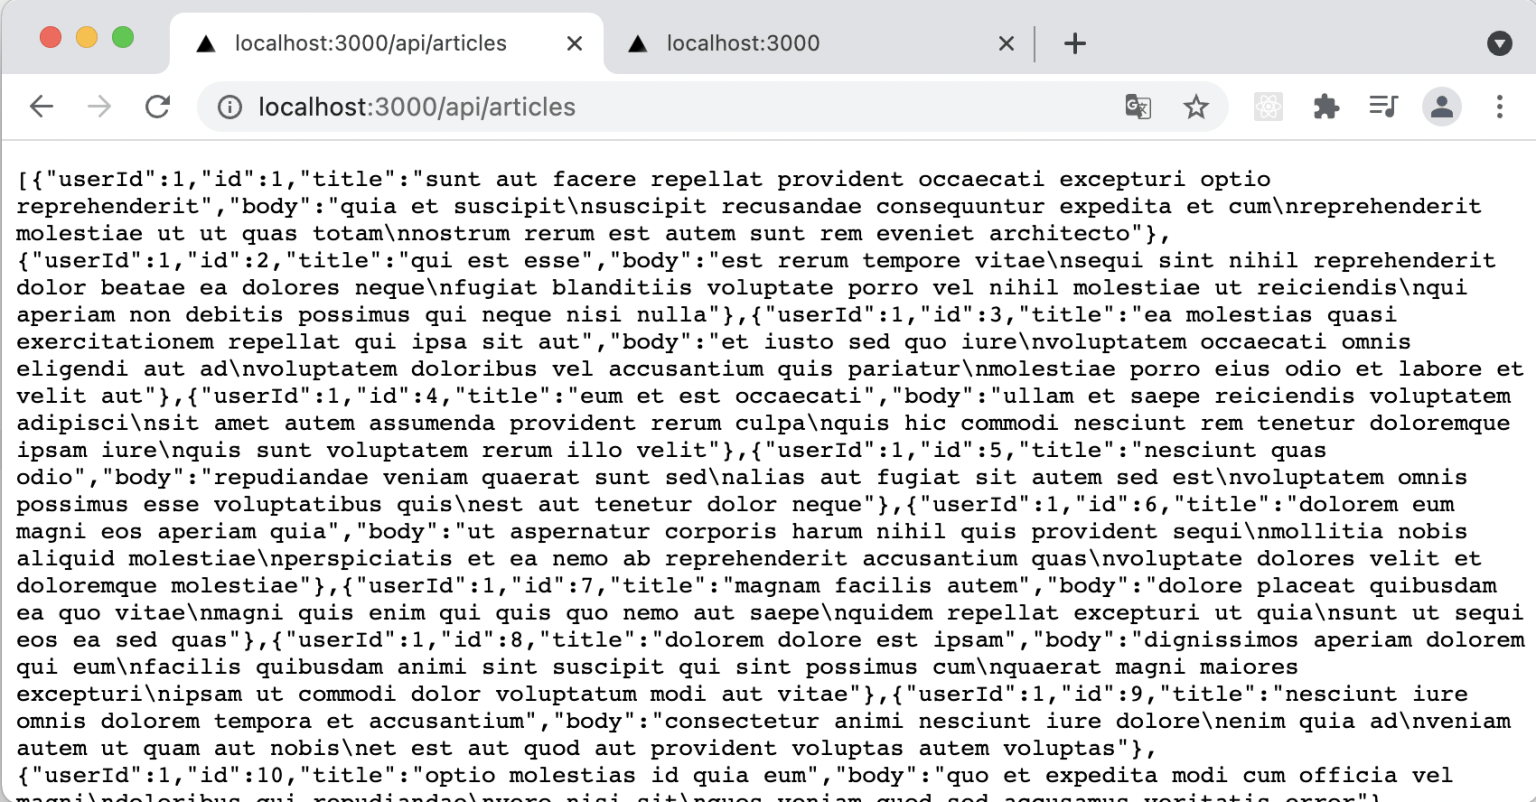 localhost:3000/api/articles
localhost:3000
localhost:3000/api/articles
[{"userId":1,"id":1,"title":"sunt aut facere repellat provident occaecati excepturi optio
reprehenderit","body":"quia et suscipit\nsuscipit recusandae consequuntur expedita et cum\nreprehenderit
molestiae ut ut quas totam\nnostrum rerum est autem sunt rem eveniet architecto"},
{"userId":1,"id":2,"title":"qui est esse","body":"est rerum tempore vitae\nsequi sint nihil reprehenderit
dolor beatae ea dolores neque\nfugiat blanditiis voluptate porro vel nihil molestiae ut reiciendis\nqui
aperiam non debitis possimus qui neque nisi nulla"},{"userId":1,"id":3,"title":"ea molestias quasi
exercitationem repellat qui ipsa sit aut","body":"et iusto sed quo iure\nvoluptatem occaecati omnis
eligendi aut ad\nvoluptatem doloribus vel accusantium quis pariatur\nmolestiae porro eius odio et labore et
velit aut"},{"userId":1,"id":4,"title":"eum et est occaecati","body":"ullam et saepe reiciendis voluptatem
adipisci\nsit amet autem assumenda provident rerum culpa\nquis hic commodi nesciunt rem tenetur doloremque
ipsam iure\nquis sunt voluptatem rerum illo velit"},{"userId":1,"id":5,"title":"nesciunt quas
odio","body":"repudiandae veniam quaerat sunt sed\nalias aut fugiat sit autem sed est\nvoluptatem omnis
possimus esse voluptatibus quis\nest aut tenetur dolor neque"},{"userId":1,"id":6,"title":"dolorem eum
magni eos aperiam quia","body":"ut aspernatur corporis harum nihil quis provident sequi\nmollitia nobis
aliquid molestiae\nperspiciatis et ea nemo ab reprehenderit accusantium quas\nvoluptate dolores velit et
doloremque molestiae"},{"userId":1,"id":7,"title":"magnam facilis autem","body":"dolore placeat quibusdam
ea quo vitae\nmagni quis enim qui quis quo nemo aut saepe\nquidem repellat excepturi ut quia\nsunt ut sequi
eos ea sed quas"},{"userId":1,"id":8,"title":"dolorem dolore est ipsam","body":"dignissimos aperiam dolorem
qui eum\nfacilis quibusdam animi sint suscipit qui sint possimus cum\nquaerat magni maiores
excepturi\nipsam ut commodi dolor voluptatum modi aut vitae"},{"userId":1,"id":9,"title":"nesciunt iure
omnis dolorem tempora et accusantium","body":"consectetur animi nesciunt iure dolore\nenim quia ad\nveniam
autem ut quam aut nobis\net est aut quod aut provident voluptas autem voluptas"},
{"userId":1,"id":10,"title":"optio molestias id quia eum","body":"quo et expedita modi cum officia vel
magni\ndoloribus qui repudiandae\nvero nisi sit\nquos veniam quod sed accusamus veritatis error"}